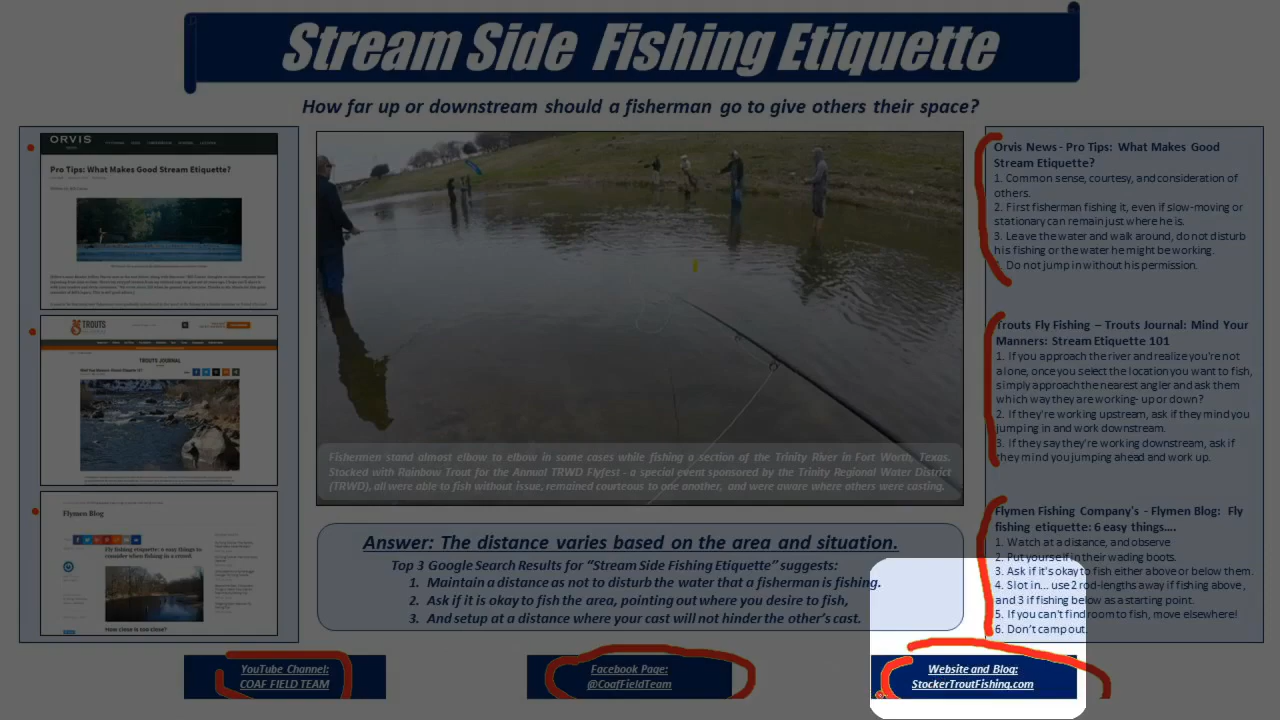 Stream Side Fishing Etiquette
How far up or downstream should a fisherman go to give others their space?
ORVIS
Pro Tips: What Makes Good Stream Etiquette?
TROUTS
TROUTS JOURNAL
Flymen Blog
Fly fishing etiquette: 6 easy things to
consider when fishing in a crowd
How close is too close?
Fishermen stand almost elbow to elbow in some cases while fishing a section of the Trinity River in Fort Worth, Texas.
Stocked with Rainbow Trout for the Annual TRWD Flyfest - a special event sponsored by the Trinity Regional Water District
(TRWD), all were able to fish without issue, remained courteous to one another, and were aware where others were casting.
Answer: The distance varies based on the area and situation.
Top 3 Google Search Results for “Stream Side Fishing Etiquette” suggests:
1. Maintain a distance as not to disturb the water that a fisherman is fishing.
2. Ask if it is okay to fish the area, pointing out where you desire to fish,
3. And setup at a distance where your cast will not hinder the other's cast.
Orvis News - Pro Tips: What Makes Good
Stream Etiquette?
1. Common sense, courtesy, and consideration of
others.
2. First fisherman fishing it, even if slow-moving or
stationary can remain just where he is.
3. Leave the water and walk around, do not disturb
his fishing or the water he might be working.
Do not jump in without his permission.
Trouts Fly Fishing – Trouts Journal: Mind Your
Manners: Stream Etiquette 101
1. If you approach the river and realize you're not
alone, once you select the location you want to fish,
simply approach the nearest angler and ask them
which way they are working- up or down?
2. If they're working upstream, ask if they mind you
jumping in and work downstream.
3. If they say they're working downstream, ask if
they mind you jumping ahead and work up.
Flymen Fishing Company's - Flymen Blog: Fly
fishing etiquette: 6 easy things....
1. Watch at a distance, and observe
2. Put yourself in their wading boots.
3. Ask if it's okay to fish either above or below them.
4. Slot in... use 2 rod-lengths away if fishing above,
and 3 if fishing below as a starting point.
5. If you can't find room to fish, move elsewhere!
6. Don't camp out.
YouTube Channel:
COAF FIELD TEAM
Facebook Page:
@CoafFieldTeam
Website and Blog:
StockerTroutFishing.com